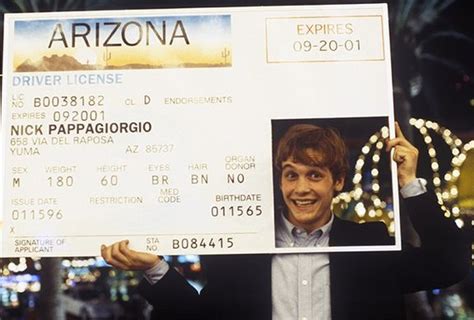 ARIZONA
EXPIRES
09-20-01
DRIVER LICENSE
LIC
NO B0038182 CL D ENDORSEMENTS
EXPIRES 092001
NICK PAPPAGIORGIO
658 VIA DEL RAPOSA
YUMA AZ 85737
SEX WEIGHT HEIGHT EYES HAIR ORGAN DONOR
M 180 60 BR BN NO
ISSUE DATE RESTRICTION MED CODE BIRTHDATE
011596 011565
X
SIGNATURE OF APPLICANT STA. NO B084415